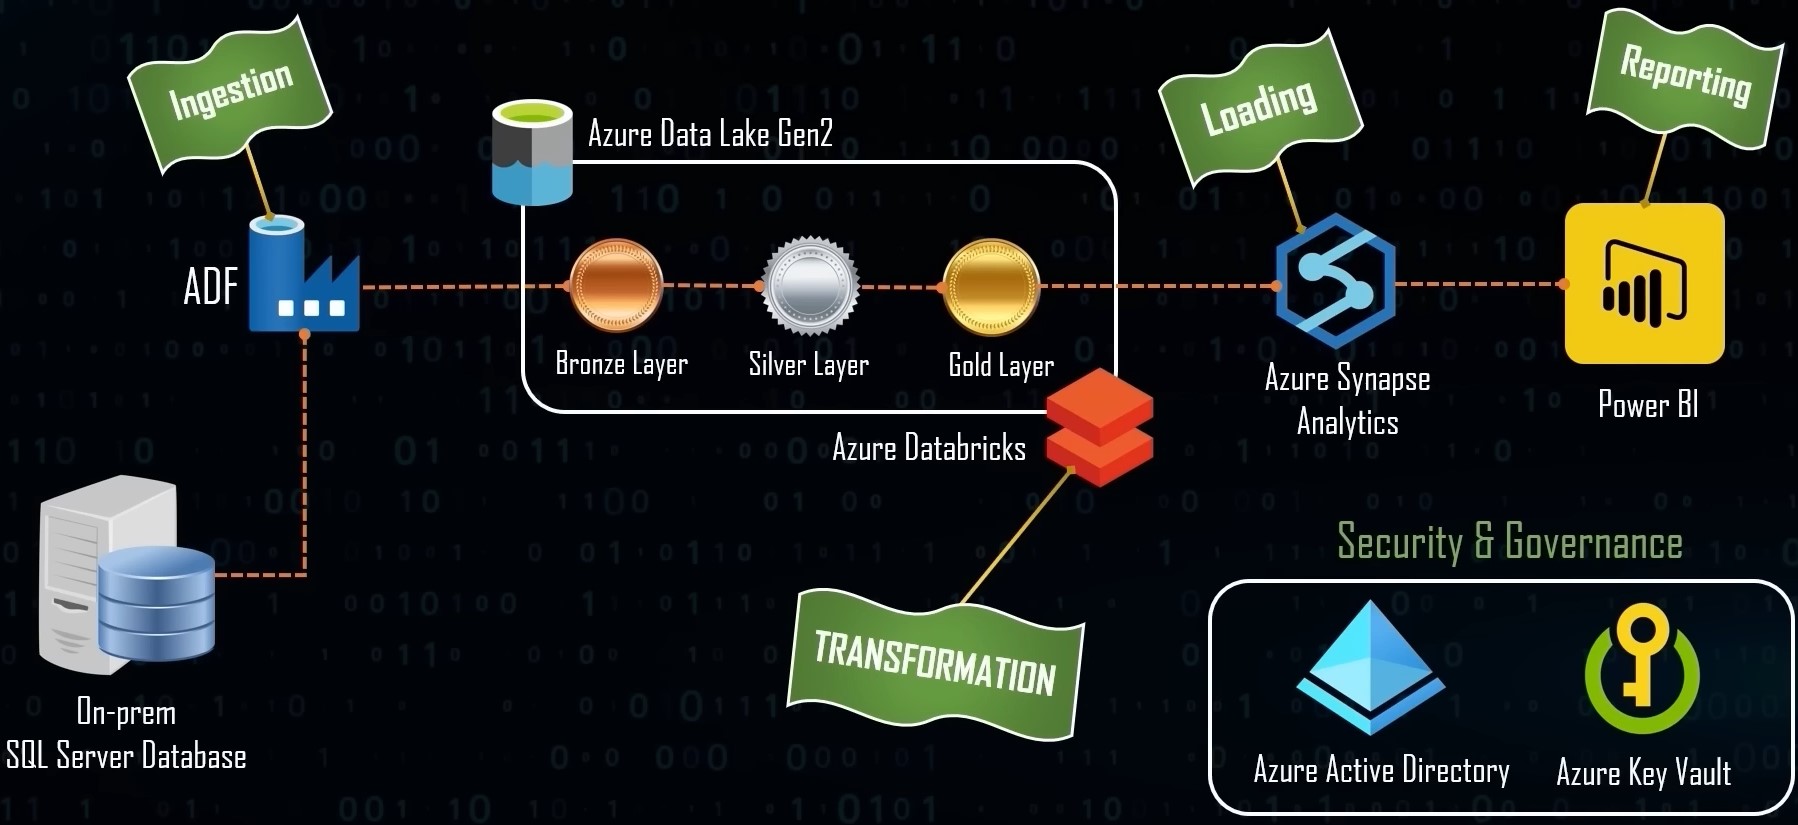 Ingestion
Loading
Reporting
Azure Data Lake Gen2
ADF
Bronze Layer
Silver Layer
Gold Layer
Azure Synapse
Analytics
Power BI
Azure Databricks
TRANSFORMATION
On-prem
SQL Server Database
Security & Governance
Azure Active Directory
Azure Key Vault